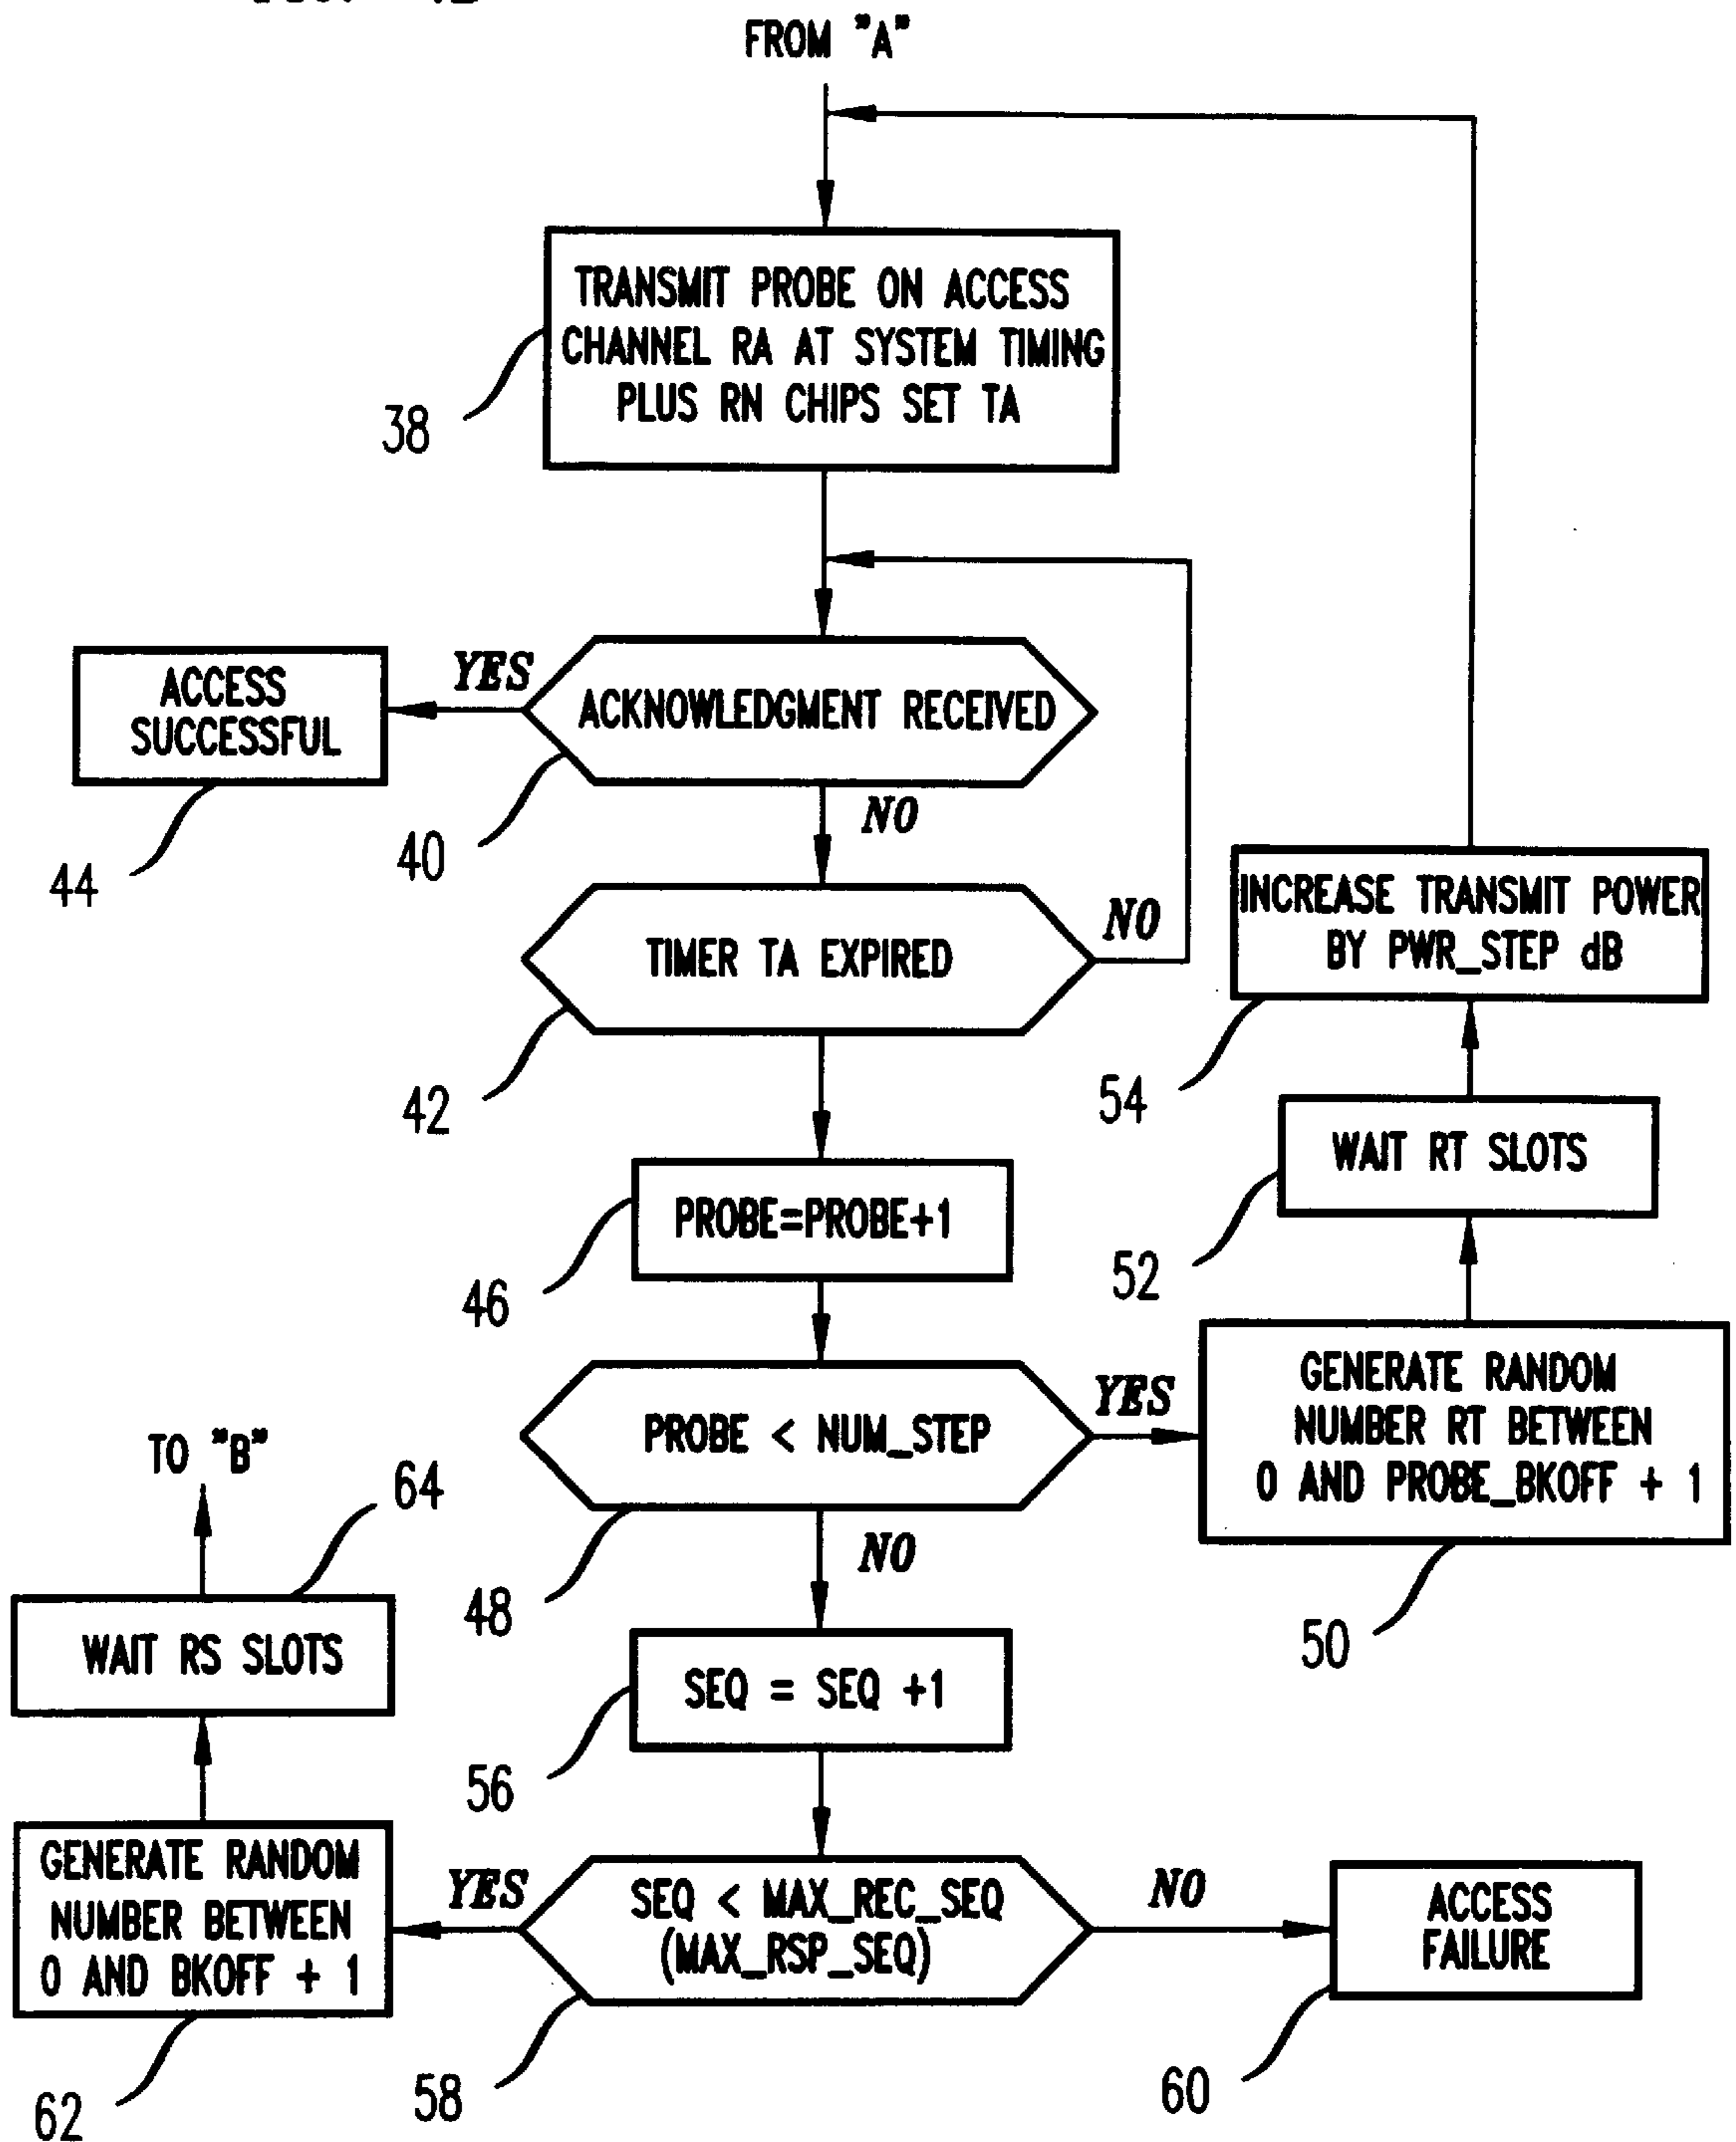 FROM "A"
TRANSMIT PROBE ON ACCESS
CHANNEL RA AT SYSTEM TIMING
PLUS RN CHIPS SET TA
38
ACCESS
SUCCESSFUL
44
YES
ACKNOWLEDGMENT RECEIVED
40
NO
TIMER TA EXPIRED
NO
42
INCREASE TRANSMIT POWER
BY PWR_STEP dB
54
WAIT RT SLOTS
52
PROBE=PROBE+1
46
PROBE < NUM_STEP
YES
48
NO
GENERATE RANDOM
NUMBER RT BETWEEN
0 AND PROBE_BKOFF + 1
50
TO "B"
64
WAIT RS SLOTS
SEQ = SEQ +1
56
GENERATE RANDOM
NUMBER BETWEEN
0 AND BKOFF + 1
62
YES
SEQ < MAX_REC_SEQ
(MAX_RSP_SEQ)
58
NO
ACCESS
FAILURE
60